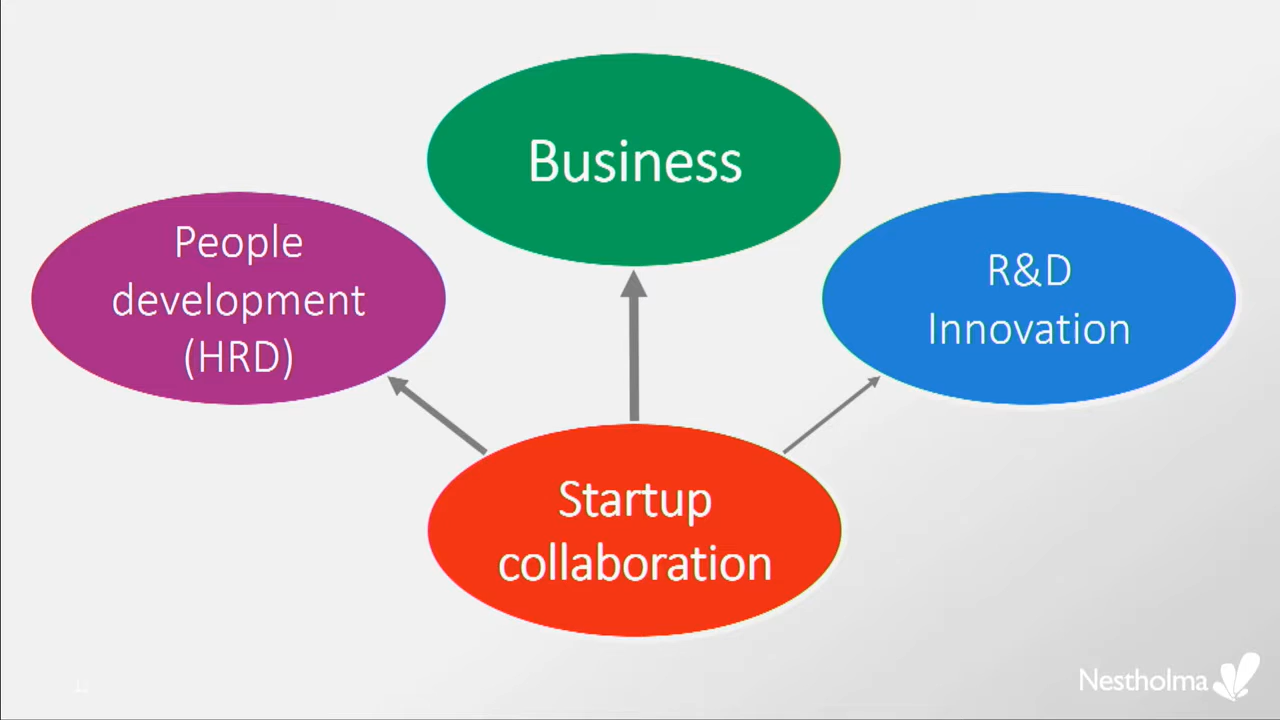 Business
People
development
(HRD)
R&D
Innovation
Startup
collaboration
Nestholma